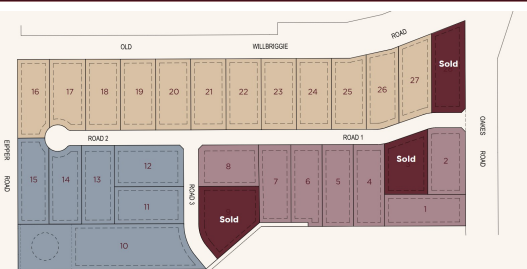 OLD WILLBRIGGIE ROAD
Sold
16 17 18 19 20 21 22 23 24 25 26 27
OAKES ROAD
ROAD 2 ROAD 1
EIPPER ROAD
15 14 13 12
ROAD 3
8 7 6 5 4 Sold 2
11
Sold
1
10